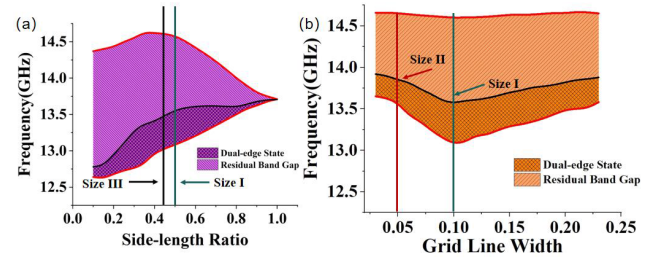 (a)
Frequency(GHz)
14.5
14.0
13.5
13.0
12.5
Dual-edge State
Residual Band Gap
Size III
Size I
0.0 0.2 0.4 0.6 0.8 1.0
Side-length Ratio
(b)
Frequency(GHz)
14.5
14.0
13.5
13.0
12.5
Size II
Size I
Dual-edge State
Residual Band Gap
0.05 0.10 0.15 0.20 0.25
Grid Line Width